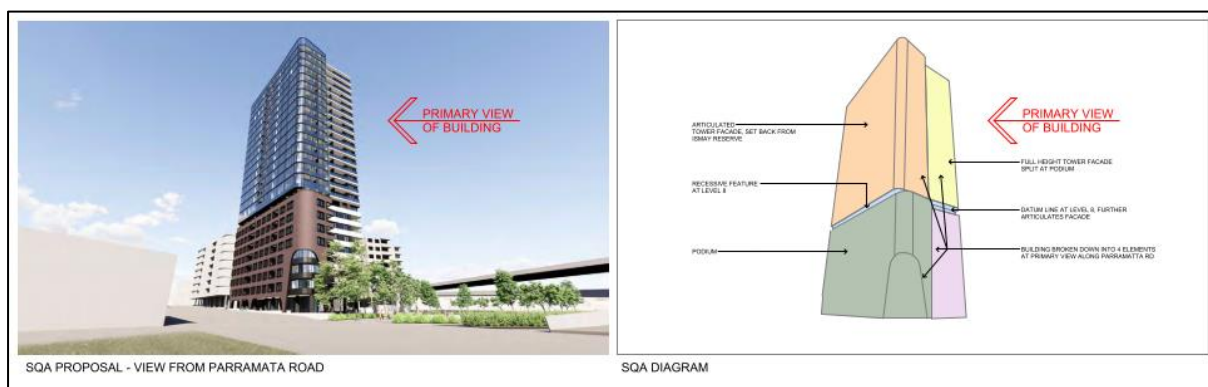 PRIMARY VIEW
OF BUILDING
SQA PROPOSAL - VIEW FROM PARRAMATA ROAD
ARTICULATED
TOWER FACADE, SET BACK FROM
ISMAY RESERVE
RECESSIVE FEATURE
AT LEVEL 8
PODIUM
PRIMARY VIEW
OF BUILDING
FULL HEIGHT TOWER FACADE
SPLIT AT PODIUM
DATUM LINE AT LEVEL 8, FURTHER
ARTICULATES FACADE
BUILDING BROKEN DOWN INTO 4 ELEMENTS
AT PRIMARY VIEW ALONG PARRAMATTA RD
SQA DIAGRAM